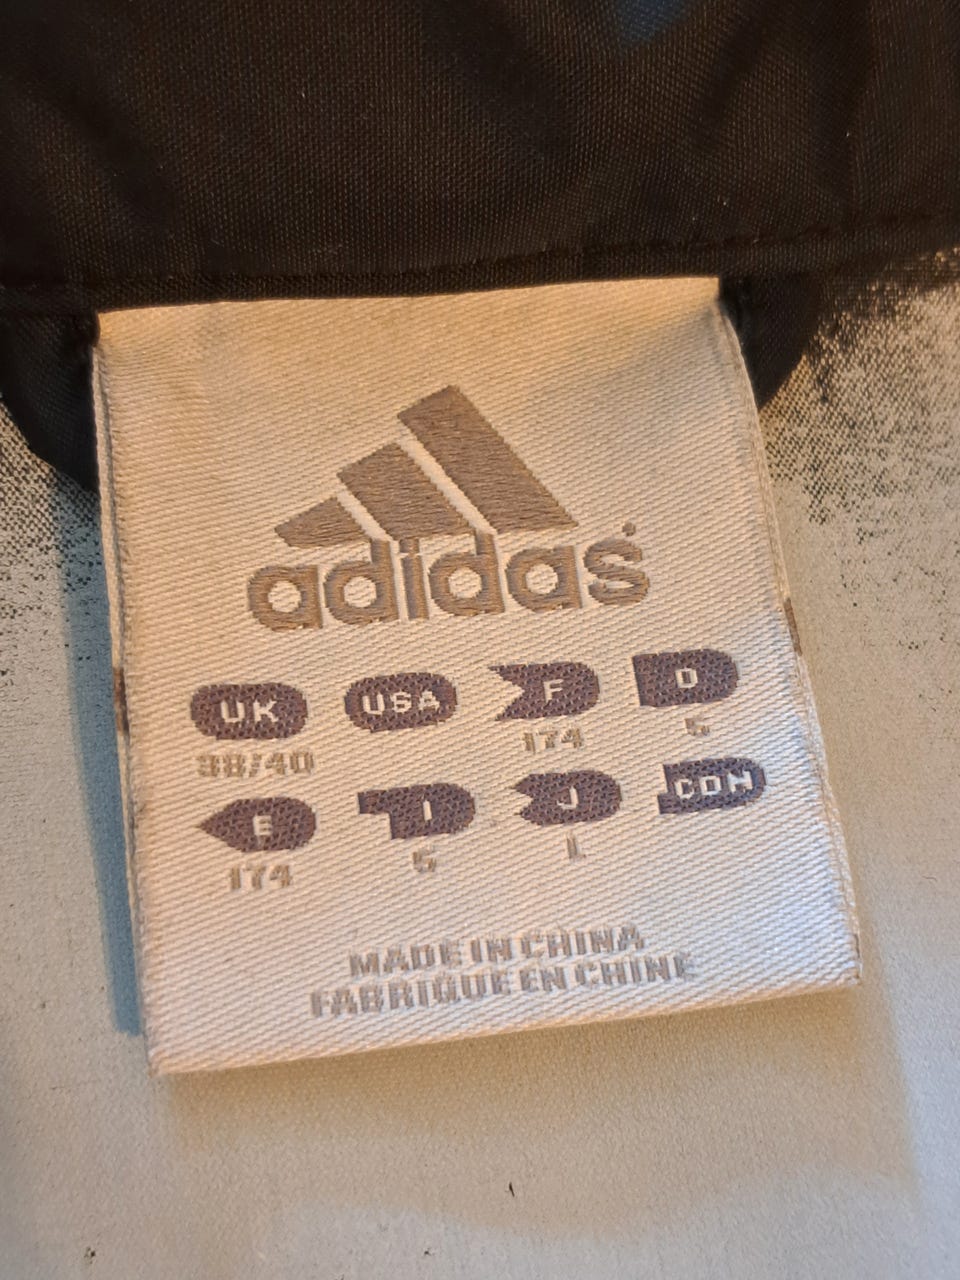 adidas
UK USA F D
38/40 174 5
E I J CDN
174 5 L
MADE IN CHINA
FABRIQUE EN CHINE